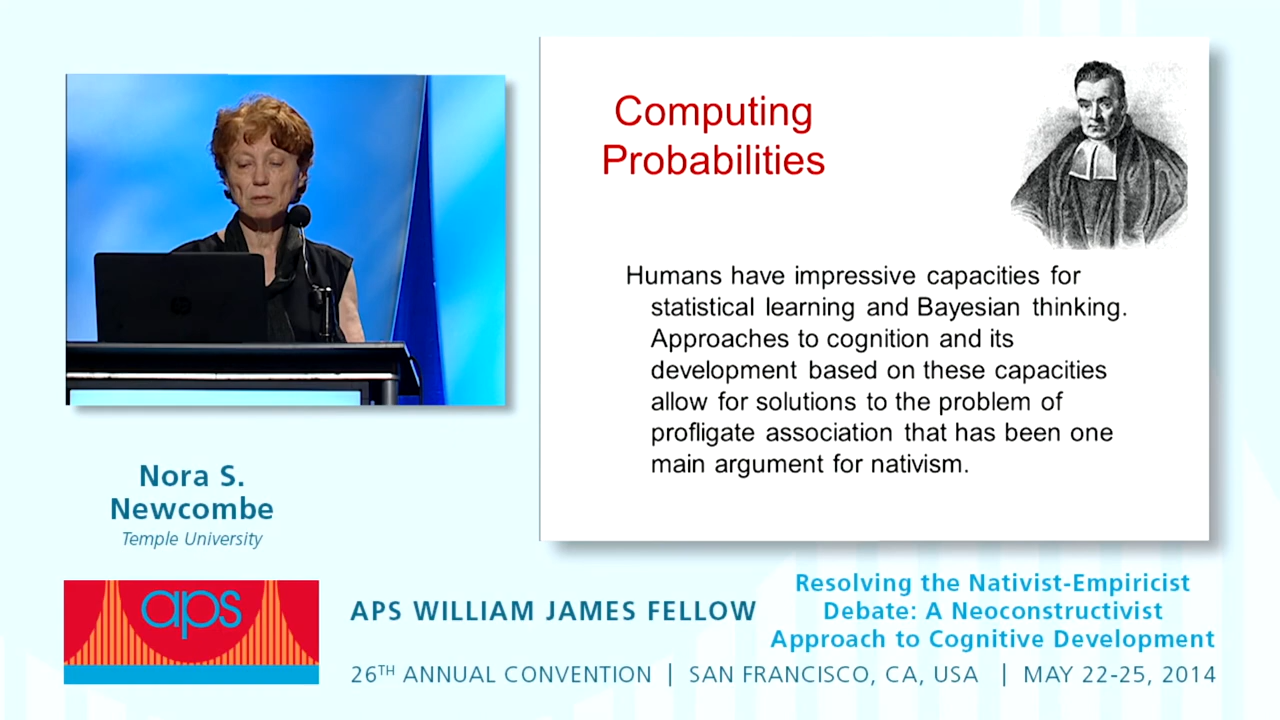 Computing
Probabilities
Humans have impressive capacities for
statistical learning and Bayesian thinking.
Approaches to cognition and its
development based on these capacities
allow for solutions to the problem of
profligate association that has been one
main argument for nativism.
Nora S.
Newcombe
Temple University
aps
APS WILLIAM JAMES FELLOW
Resolving the Nativist-Empiricist
Debate: A Neoconstructivist
Approach to Cognitive Development
26TH ANNUAL CONVENTION | SAN FRANCISCO, CA, USA | MAY 22-25, 2014